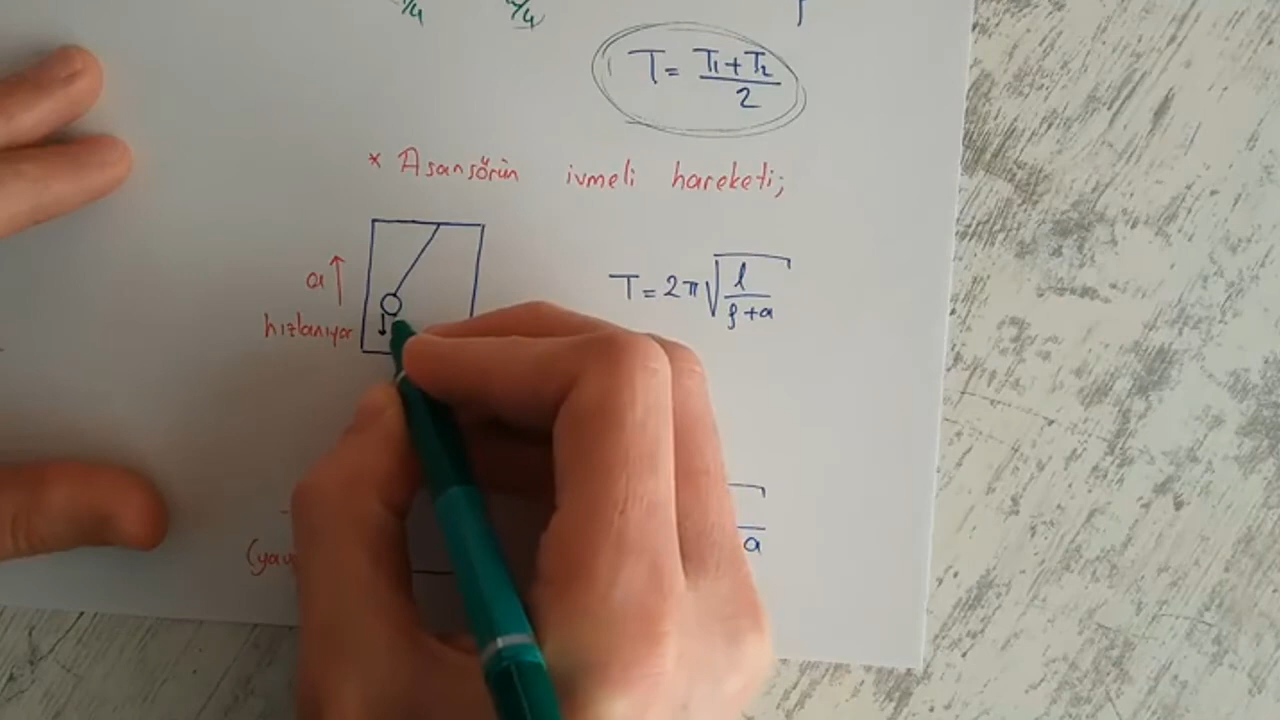 T = T₁ + T₂ / 2
* Asansörün ivmeli hareketi;
a ↑
hızlanıyor
T = 2π √(l / g + a)
a